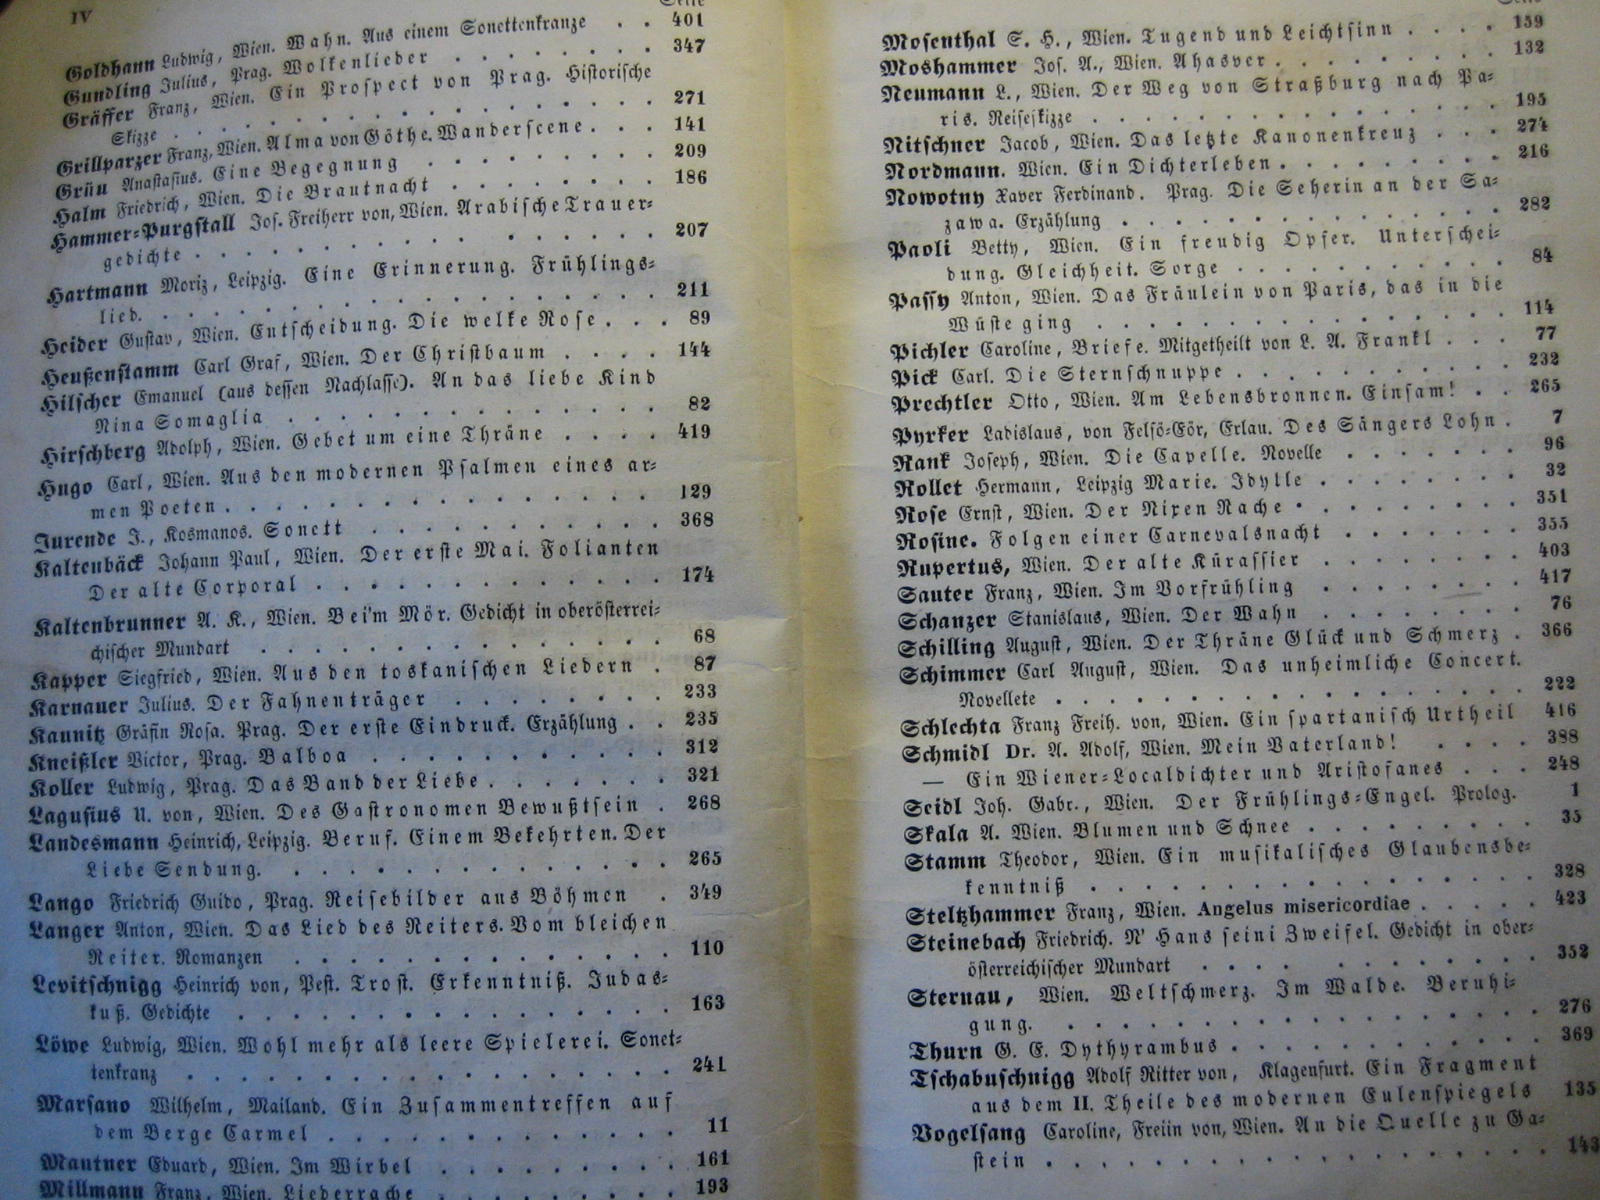 IV
Seite
Goldhann Ludwig, Wien. Wahn. Aus einem Sonettenkranze . . 401
Gundling Julius, Prag. Wolkenlieder . . . . . . . 347
Gräffer Franz, Wien. Ein Prospect von Prag. Historische
Skizze . . . . . . . . . . . . . . . . 271
Grillparzer Franz, Wien. Alma von Göthe. Wanderscene. . . 141
Grün Anastasius. Eine Begegnung . . . . . . . . 209
Halm Friedrich, Wien. Die Brautnacht . . . . . . . 186
Hammer=Purgstall Jos. Freiherr von, Wien. Arabische Trauer=
gedichte . . . . . . . . . . . . . . . 207
Hartmann Moriz, Leipzig. Eine Erinnerung. Frühlings=
lied. . . . . . . . . . . . . . . . . 211
Heider Gustav, Wien. Entscheidung. Die welke Rose . . . 89
Heußenstamm Carl Graf, Wien. Der Christbaum . . . . 144
Hilscher Emanuel (aus dessen Nachlasse). An das liebe Kind
Nina Somaglia . . . . . . . . . . . . . 82
Hirschberg Adolph, Wien. Gebet um eine Thräne . . . . 419
Hugo Carl, Wien. Aus den modernen Psalmen eines ar=
men Poeten . . . . . . . . . . . . . . 129
Jurende J., Kosmanos. Sonett . . . . . . . . . . 368
Kaltenbäck Johann Paul, Wien. Der erste Mai. Folianten
Der alte Corporal . . . . . . . . . . . . 174
Kaltenbrunner A. K., Wien. Bei'm Mör. Gedicht in oberösterrei=
chischer Mundart . . . . . . . . . . . . . 68
Kapper Siegfried, Wien. Aus den toskanischen Liedern . 87
Karnauer Julius. Der Fahnenträger . . . . . . . . 233
Kaunitz Gräfin Rosa. Prag. Der erste Eindruck. Erzählung . . 235
Kneißler Victor, Prag. Balboa . . . . . . . . . . 312
Koller Ludwig, Prag. Das Band der Liebe . . . . . . 321
Lagusius U. von, Wien. Des Gastronomen Bewußtsein . 268
Landesmann Heinrich, Leipzig. Beruf. Einem Bekehrten. Der
Liebe Sendung. . . . . . . . . . . . . . 265
Lango Friedrich Guido, Prag. Reisebilder aus Böhmen . 349
Langer Anton, Wien. Das Lied des Reiters. Vom bleichen
Reiter. Romanzen . . . . . . . . . . . . 110
Levitschnigg Heinrich von, Pest. Trost. Erkenntniß. Judas=
kuß. Gedichte . . . . . . . . . . . . . . 163
Löwe Ludwig, Wien. Wohl mehr als leere Spielerei. Sonet=
tenkranz . . . . . . . . . . . . . . . . 241
Marsano Wilhelm, Mailand. Ein Zusammentreffen auf
dem Berge Carmel . . . . . . . . . . . . 11
Mautner Eduard, Wien. Im Wirbel . . . . . . . . 161
Millmann Franz, Wien. Liederrache . . . . . . . . 193
Seite
Mosenthal S. H., Wien. Tugend und Leichtsinn . . . . 159
Moshammer Jos. A., Wien. Ahasver . . . . . . . . 132
Neumann L., Wien. Der Weg von Straßburg nach Pa=
ris. Reiseskizze . . . . . . . . . . . . . 195
Nitschner Jacob, Wien. Das letzte Kanonenkreuz . . . 274
Nordmann. Wien. Ein Dichterleben . . . . . . . . 216
Nowotny Xaver Ferdinand. Prag. Die Seherin an der Sa=
zawa. Erzählung . . . . . . . . . . . . . 282
Paoli Betty, Wien. Ein freudig Opfer. Unterschei=
dung. Gleichheit. Sorge . . . . . . . . . . 84
Passy Anton, Wien. Das Fräulein von Paris, das in die
Wüste ging . . . . . . . . . . . . . . 114
Pichler Caroline, Briefe. Mitgetheilt von L. A. Frankl . . . 77
Pick Carl. Die Sternschnuppe . . . . . . . . . . 232
Prechtler Otto, Wien. Am Lebensbronnen. Einsam! . . 265
Pyrker Ladislaus, von Felsö=Eör, Erlau. Des Sängers Lohn . 7
Rank Joseph, Wien. Die Capelle. Novelle . . . . . . 96
Rollet Hermann, Leipzig Marie. Idylle . . . . . . . 32
Rose Ernst, Wien. Der Nixen Rache . . . . . . . . 351
Rosine. Folgen einer Carnevalsnacht . . . . . . . 355
Rupertus, Wien. Der alte Kürassier . . . . . . . 403
Sauter Franz, Wien. Im Vorfrühling . . . . . . . 417
Schanzer Stanislaus, Wien. Der Wahn . . . . . . . 76
Schilling August, Wien. Der Thräne Glück und Schmerz . 366
Schimmer Carl August, Wien. Das unheimliche Concert.
Novellete . . . . . . . . . . . . . . . 222
Schlechta Franz Freih. von, Wien. Ein spartanisch Urtheil 416
Schmidl Dr. A. Adolf, Wien. Mein Vaterland! . . . . 388
— Ein Wiener=Localdichter und Aristofanes . . . 248
Seidl Joh. Gabr., Wien. Der Frühlings=Engel. Prolog. 1
Skala A. Wien. Blumen und Schnee . . . . . . . . 35
Stamm Theodor, Wien. Ein musikalisches Glaubensbe=
kenntniß . . . . . . . . . . . . . . . 328
Steltzhammer Franz, Wien. Angelus misericordiae . . . . . 423
Steinebach Friedrich. N' Hans seini Zweifel. Gedicht in ober=
österreichischer Mundart . . . . . . . . . . 352
Sternau, Wien. Weltschmerz. Im Walde. Beruhi=
gung. . . . . . . . . . . . . . . . . 276
Thurn G. E. Dythyrambus . . . . . . . . . . . 369
Tschabuschnigg Adolf Ritter von, Klagenfurt. Ein Fragment
aus dem II. Theile des modernen Eulenspiegels 135
Vogelsang Caroline, Freiin von, Wien. An die Quelle zu Ga=
stein . . . . . . . . . . . . . . . . 143